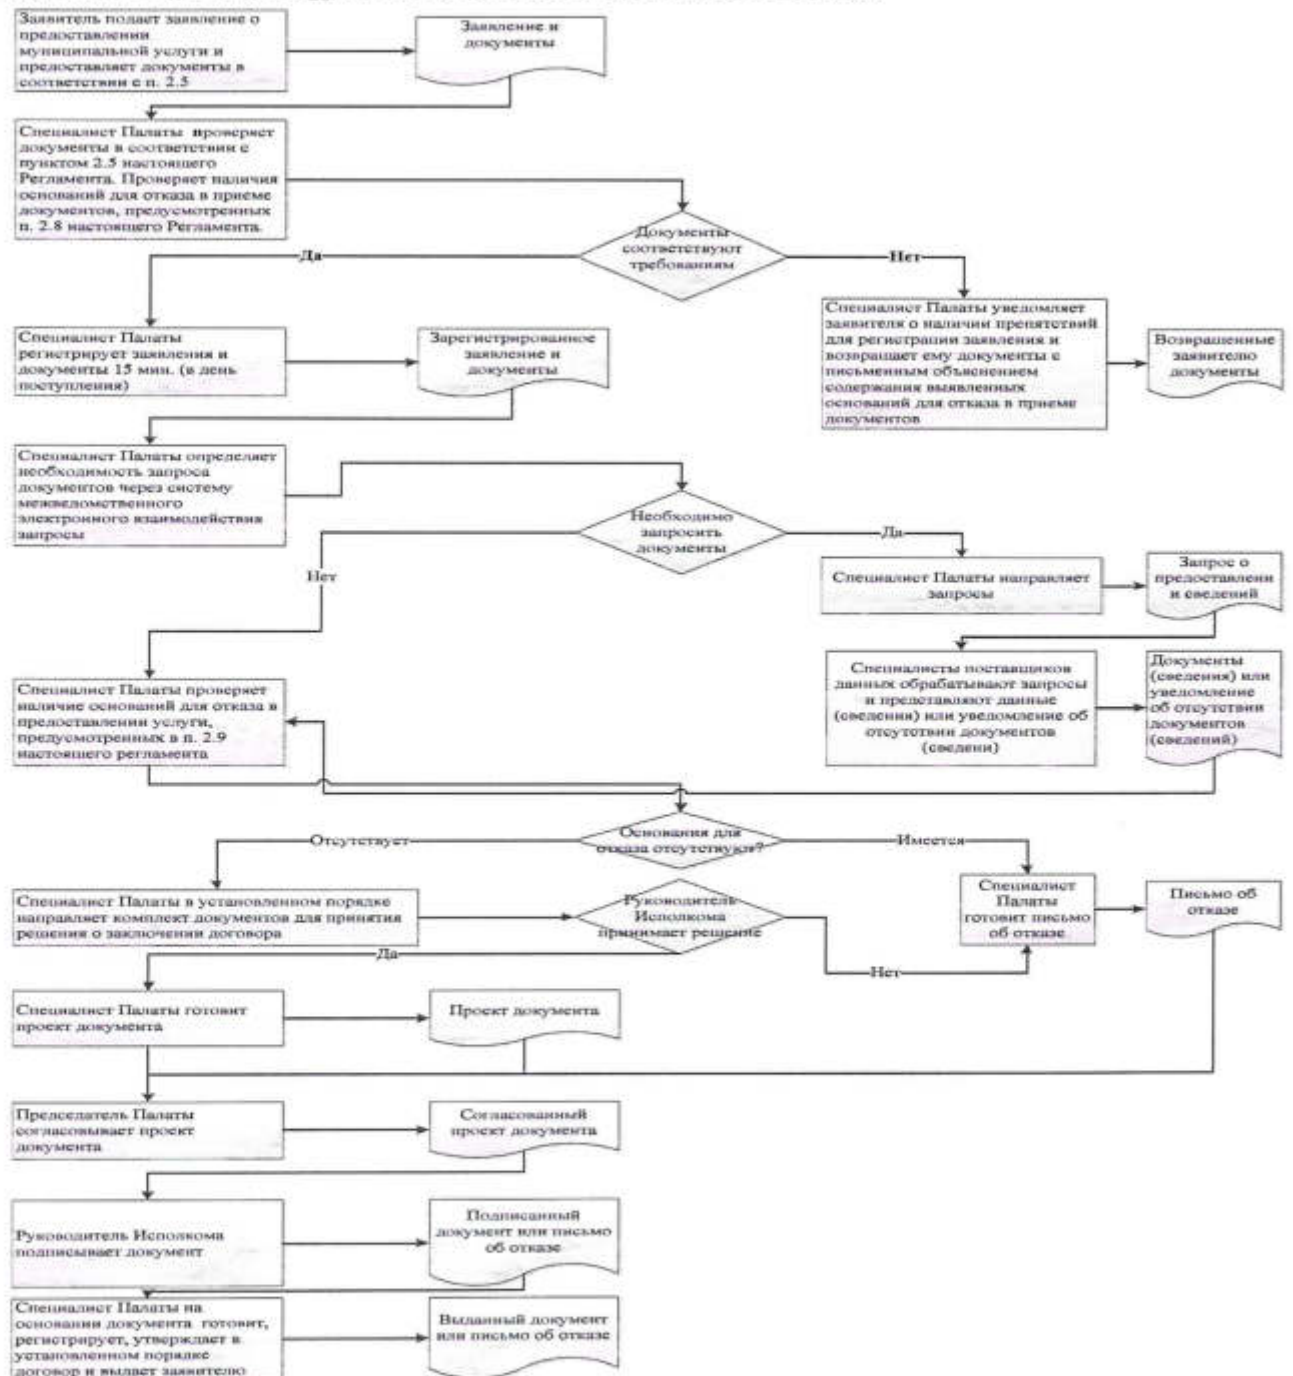 Заявитель подает заявление о
предоставлении
муниципальной услуги и
предоставляет документы в
соответствии с п. 2.5
Заявление и
документы
Специалист Палаты проверяет
документы в соответствии с
пунктом 2.5 настоящего
Регламента. Проверяет наличия
оснований для отказа в приеме
документов, предусмотренных
п. 2.8 настоящего Регламента.
Документы
соответствуют
требованиям
Да
Нет
Специалист Палаты
регистрирует заявления и
документы 15 мин. (в день
поступления)
Зарегистрированное
заявление и
документы
Специалист Палаты уведомляет
заявителя о наличии препятствий
для регистрации заявления и
возвращает ему документы с
письменным объяснением
содержания выявленных
оснований для отказа в приеме
документов
Возвращенные
заявителю
документы
Специалист Палаты определяет
необходимость запроса
документов через систему
межведомственного
электронного взаимодействия
запросы
Необходимо
запросить
документы
Да
Нет
Специалист Палаты направляет
запросы
Запрос о
предоставлени
и сведений
Специалисты поставщиков
данных обрабатывают запросы
и представляют данные
(сведения) или уведомление об
отсутствии документов
(сведени)
Документы
(сведения) или
уведомление
об отсутствии
документов
(сведений)
Специалист Палаты проверяет
наличие оснований для отказа в
предоставлении услуги,
предусмотренных в п. 2.9
настоящего регламента
Основания для
отказа отсутствуют?
Отсутствует
Имеется
Специалист Палаты в установленном порядке
направляет комплект документов для принятия
решения о заключении договора
Руководитель
Исполкома
принимает решение
Специалист
Палаты
готовит письмо
об отказе
Письмо об
отказе
Да
Нет
Специалист Палаты готовит
проект документа
Проект документа
Председатель Палаты
согласовывает проект
документа
Согласованный
проект документа
Руководитель Исполкома
подписывает документ
Подписанный
документ или письмо
об отказе
Специалист Палаты на
основании документа готовит,
регистрирует, утверждает в
установленном порядке
договор и выдает заявителю
Выданный документ
или письмо об отказе